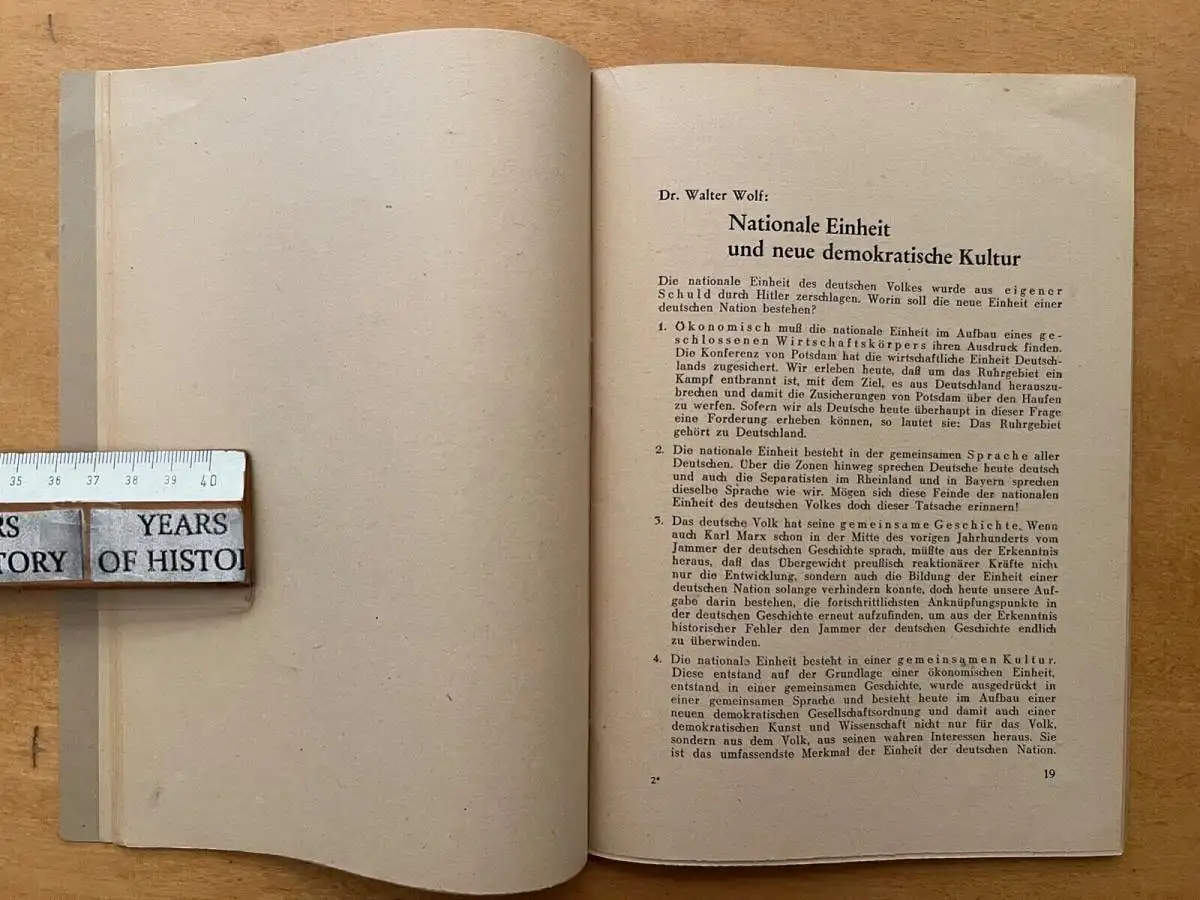 35 36 37 38 39 40
RS YEARS
TORY OF HISTOI
Dr. Walter Wolf:
Nationale Einheit
und neue demokratische Kultur
Die nationale Einheit des deutschen Volkes wurde aus eigener
Schuld durch Hitler zerschlagen. Worin soll die neue Einheit einer
deutschen Nation bestehen?
1. Ökonomisch muß die nationale Einheit im Aufbau eines ge-
schlossenen Wirtschaftskörpers ihren Ausdruck finden.
Die Konferenz von Potsdam hat die wirtschaftliche Einheit Deutsch-
lands zugesichert. Wir erleben heute, daß um das Ruhrgebiet ein
Kampf entbrannt ist, mit dem Ziel, es aus Deutschland herauszu-
brechen und damit die Zusicherungen von Potsdam über den Haufen
zu werfen. Sofern wir als Deutsche heute überhaupt in dieser Frage
eine Forderung erheben können, so lautet sie: Das Ruhrgebiet
gehört zu Deutschland.
2. Die nationale Einheit besteht in der gemeinsamen Sprache aller
Deutschen. Über die Zonen hinweg sprechen Deutsche heute deutsch
und auch die Separatisten im Rheinland und in Bayern sprechen
dieselbe Sprache wie wir. Mögen sich diese Feinde der nationalen
Einheit des deutschen Volkes doch dieser Tatsache erinnern!
3. Das deutsche Volk hat seine gemeinsame Geschichte. Wenn
auch Karl Marx schon in der Mitte des vorigen Jahrhunderts vom
Jammer der deutschen Geschichte sprach, müßte aus der Erkenntnis
heraus, daß das Übergewicht preußisch reaktionärer Kräfte nicht
nur die Entwicklung, sondern auch die Bildung der Einheit einer
deutschen Nation solange verhindern konnte, doch heute unsere Auf-
gabe darin bestehen, die fortschrittlichsten Anknüpfungspunkte in
der deutschen Geschichte erneut aufzufinden, um aus der Erkenntnis
historischer Fehler den Jammer der deutschen Geschichte endlich
zu überwinden.
4. Die nationale Einheit besteht in einer gemeinsamen Kultur.
Diese entstand auf der Grundlage einer ökonomischen Einheit,
entstand in einer gemeinsamen Geschichte, wurde ausgedrückt in
einer gemeinsamen Sprache und besteht heute im Aufbau einer
neuen demokratischen Gesellschaftsordnung und damit auch einer
demokratischen Kunst und Wissenschaft nicht nur für das Volk,
sondern aus dem Volk, aus seinen wahren Interessen heraus. Sie
ist das umfassendste Merkmal der Einheit der deutschen Nation.
2* 19